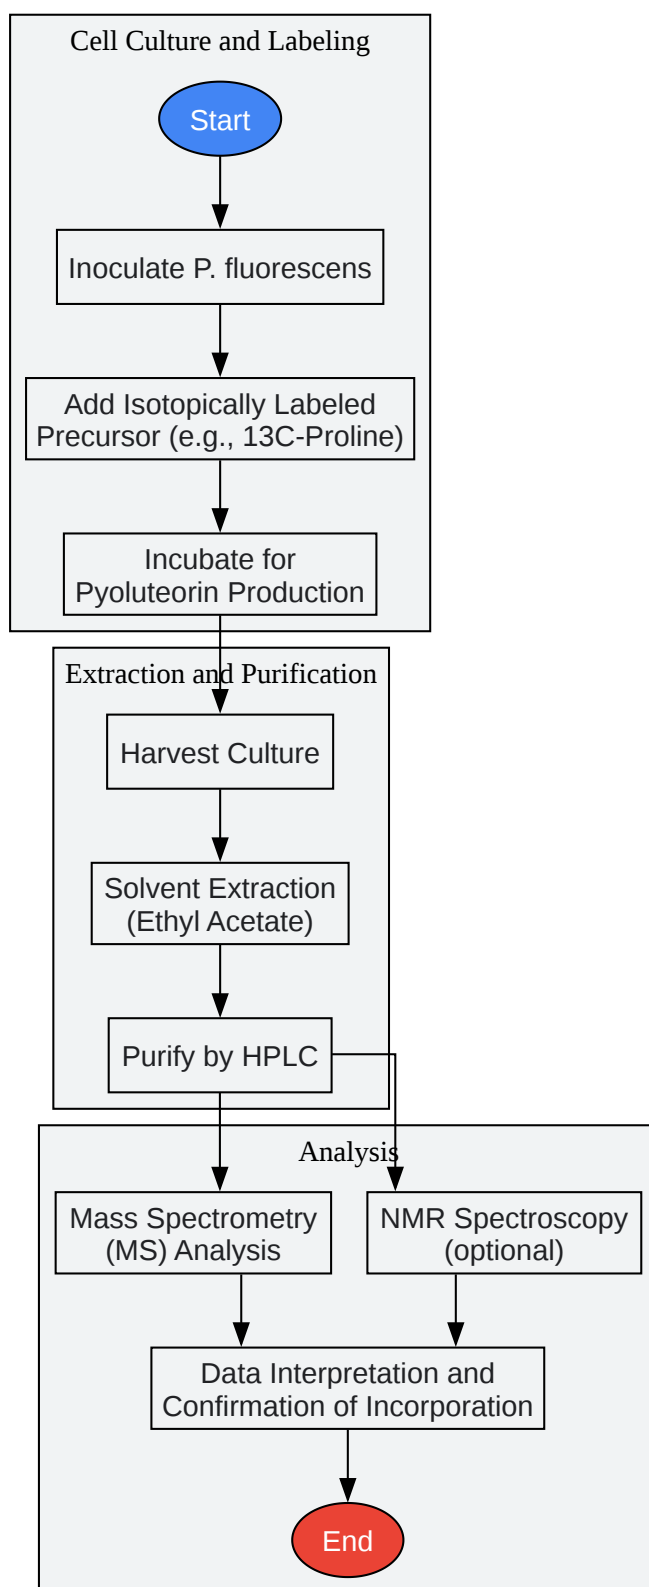 Cell Culture and Labeling
Start
Inoculate P. fluorescens
Add Isotopically Labeled
Precursor (e.g., 13C-Proline)
Incubate for
Pyoluteorin Production
Extraction and Purification
Harvest Culture
Solvent Extraction
(Ethyl Acetate)
Purify by HPLC
Analysis
Mass Spectrometry
(MS) Analysis
NMR Spectroscopy
(optional)
Data Interpretation and
Confirmation of Incorporation
End